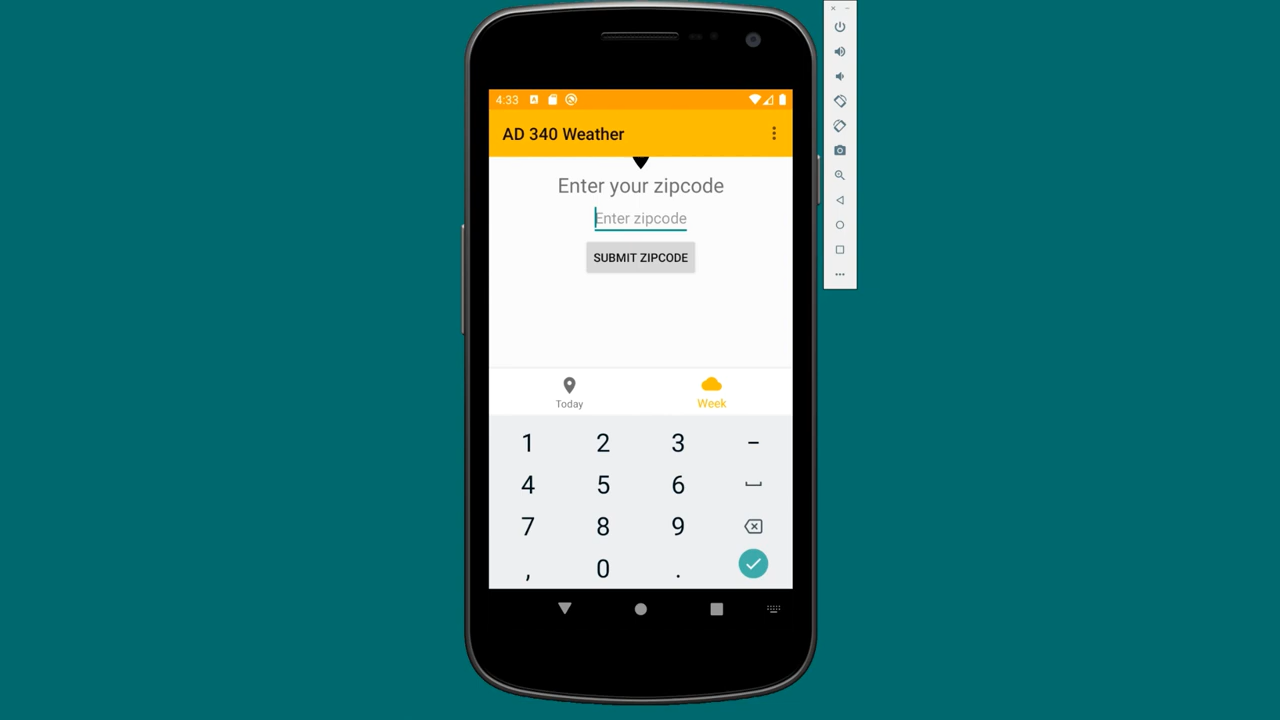 4:33
AD 340 Weather
Enter your zipcode
Enter zipcode
SUBMIT ZIPCODE
Today Week
1 2 3 -
4 5 6
7 8 9
, 0 .